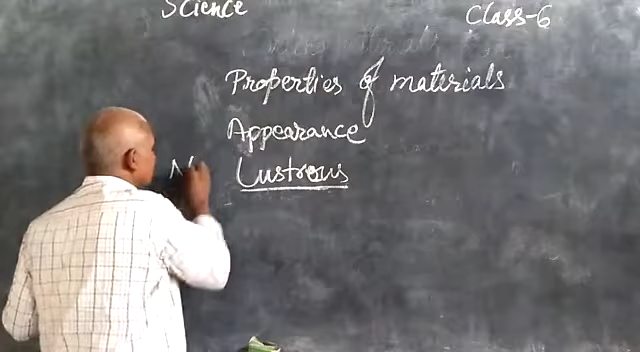 Science Class-6
Properties of materials
Appearance
N Lustrous